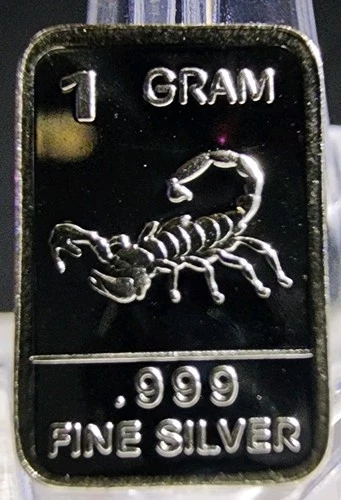 1 GRAM
.999
FINE SILVER